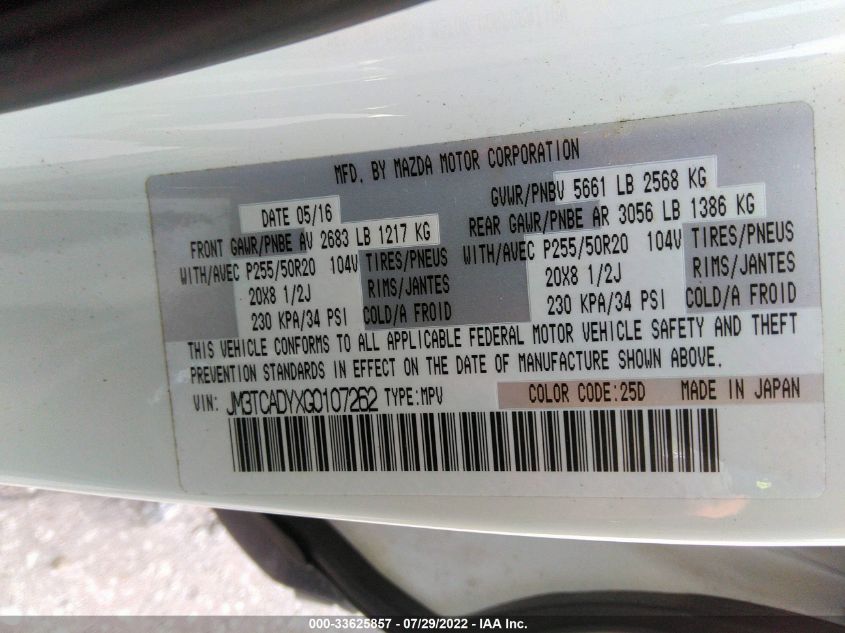 MFD. BY MAZDA MOTOR CORPORATION
DATE 05/16 GVWR/PNBV 5661 LB 2568 KG
FRONT GAWR/PNBE AV 2683 LB 1217 KG REAR GAWR/PNBE AR 3056 LB 1386 KG
WITH/AVEC P255/50R20 104V TIRES/PNEUS WITH/AVEC P255/50R20 104V TIRES/PNEUS
20X8 1/2J RIMS/JANTES 20X8 1/2J RIMS/JANTES
230 KPA/34 PSI COLD/A FROID 230 KPA/34 PSI COLD/A FROID
THIS VEHICLE CONFORMS TO ALL APPLICABLE FEDERAL MOTOR VEHICLE SAFETY AND THEFT
PREVENTION STANDARDS IN EFFECT ON THE DATE OF MANUFACTURE SHOWN ABOVE.
VIN: JM3TCADYXG0107262 TYPE:MPV COLOR CODE:25D MADE IN JAPAN
000-33625857 - 07/29/2022 - IAA Inc.